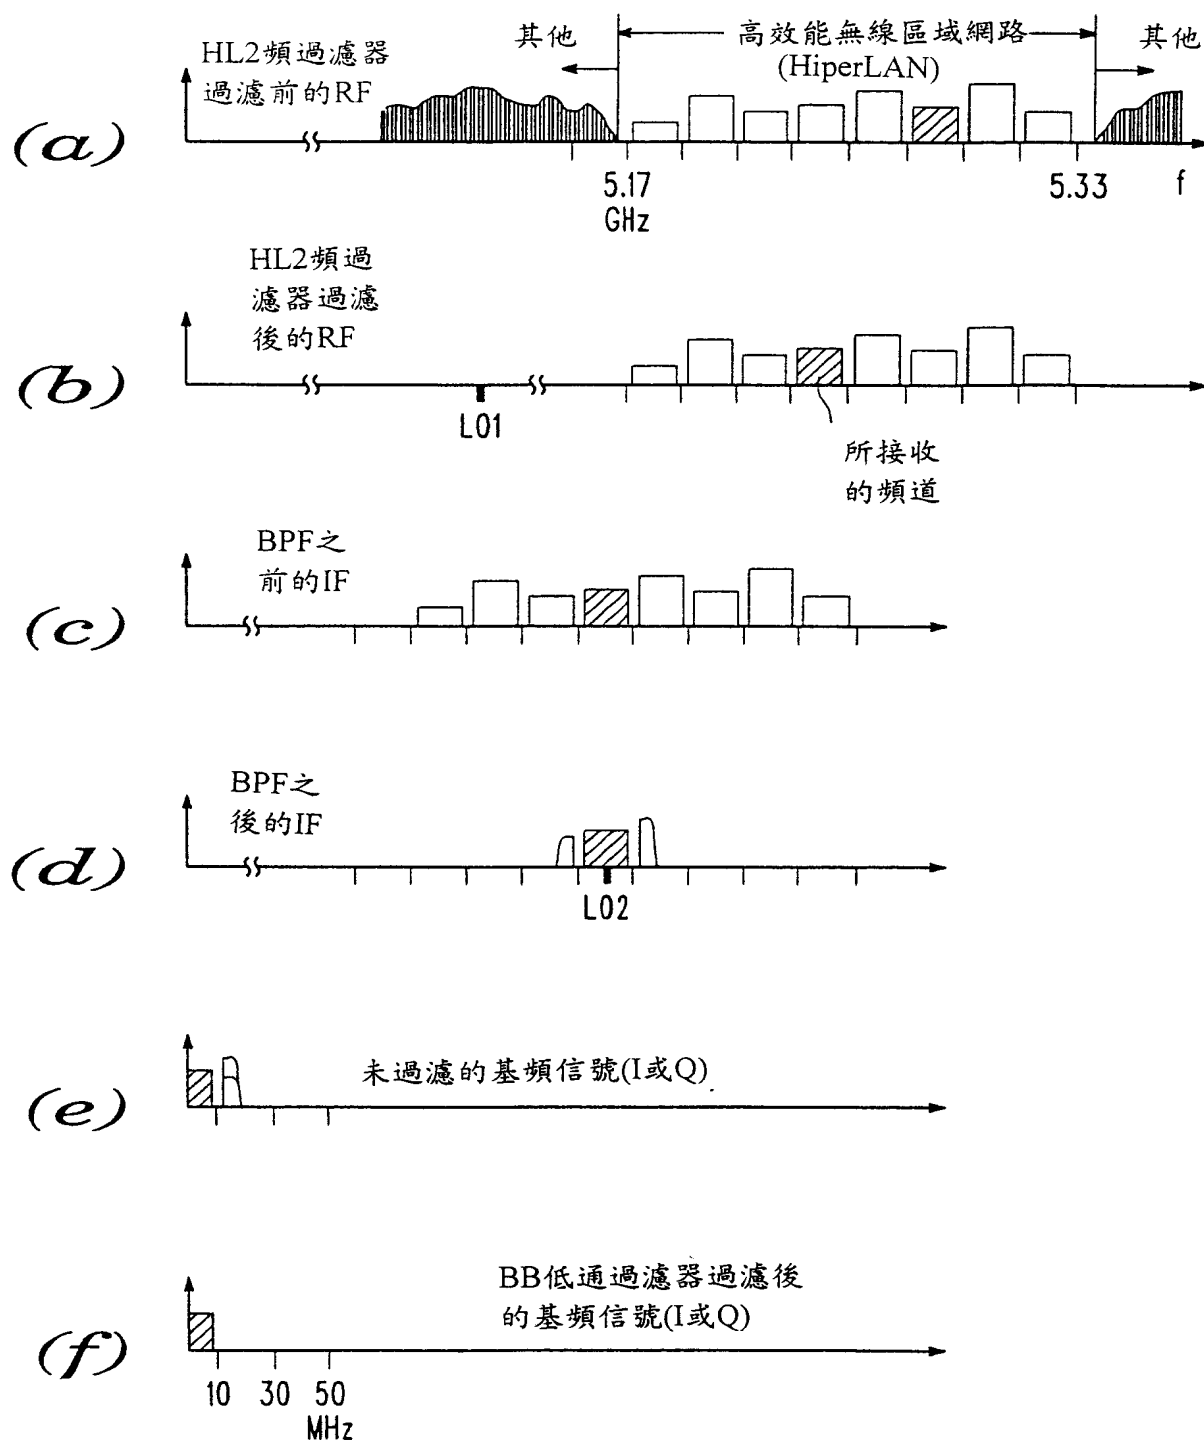 HL2頻過濾器
過濾前的RF
其他
高效能無線區域網路
(HiperLAN)
其他
(a)
5.17
GHz
5.33
f
HL2頻過
濾器過濾
後的RF
(b)
LO1
所接收
的頻道
BPF之
前的IF
(c)
BPF之
後的IF
(d)
LO2
未過濾的基頻信號(I或Q)
(e)
BB低通過濾器過濾後
的基頻信號(I或Q)
(f)
10 30 50
MHz